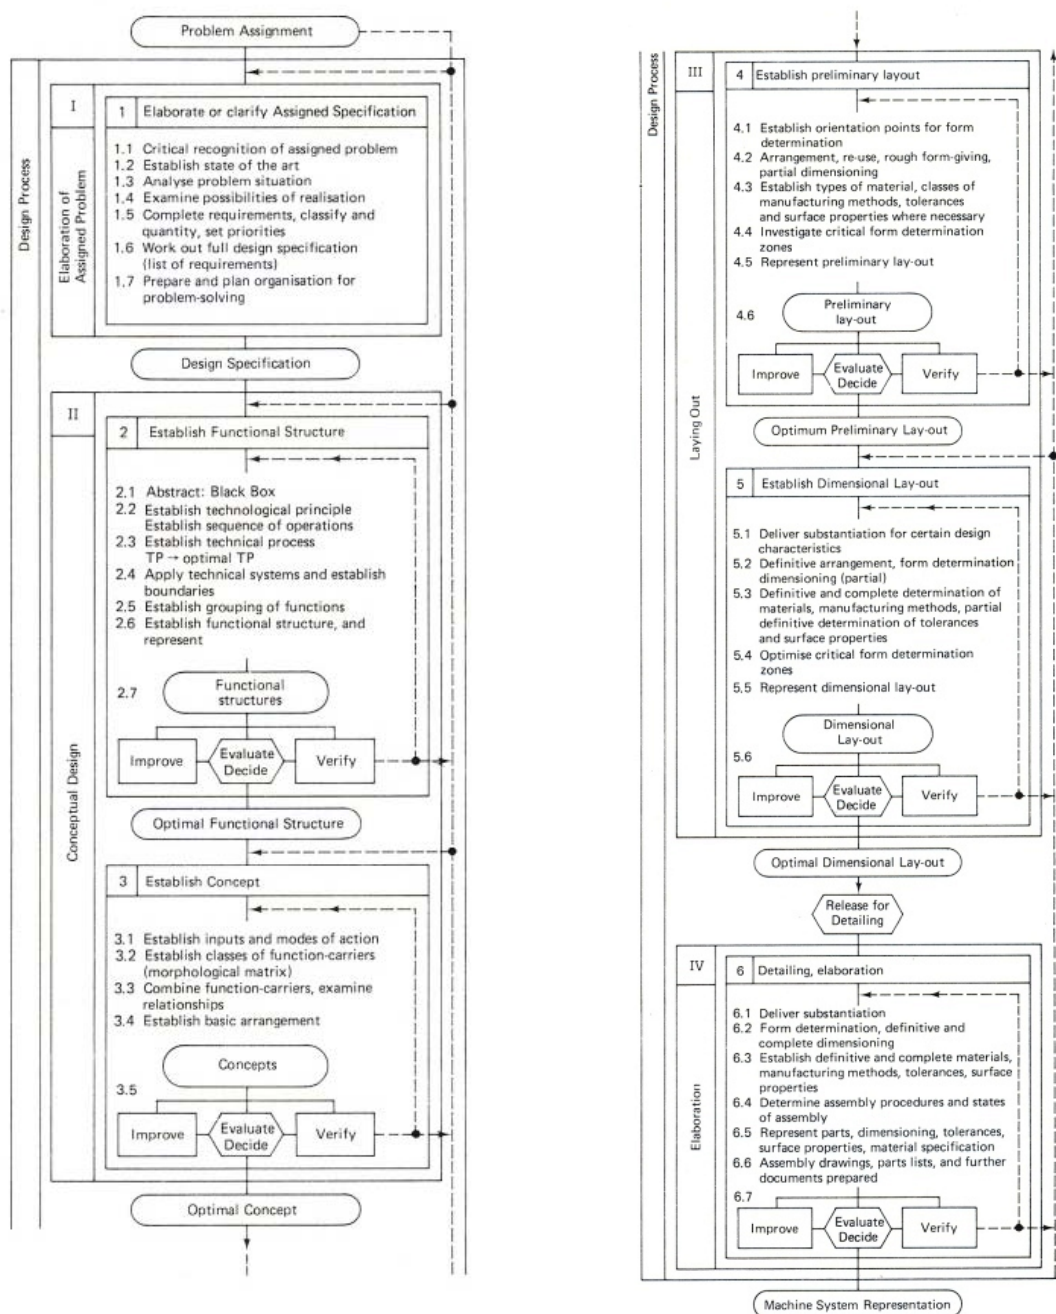 Problem Assignment
Design Process
I
Elaboration of
Assigned Problem
1 Elaborate or clarify Assigned Specification
1.1 Critical recognition of assigned problem
1.2 Establish state of the art
1.3 Analyse problem situation
1.4 Examine possibilities of realisation
1.5 Complete requirements, classify and
quantity, set priorities
1.6 Work out full design specification
(list of requirements)
1.7 Prepare and plan organisation for
problem-solving
Design Specification
II
Conceptual Design
2 Establish Functional Structure
2.1 Abstract: Black Box
2.2 Establish technological principle
Establish sequence of operations
2.3 Establish technical process
TP → optimal TP
2.4 Apply technical systems and establish
boundaries
2.5 Establish grouping of functions
2.6 Establish functional structure, and
represent
2.7
Functional
structures
Improve
Evaluate
Decide
Verify
Optimal Functional Structure
3 Establish Concept
3.1 Establish inputs and modes of action
3.2 Establish classes of function-carriers
(morphological matrix)
3.3 Combine function-carriers, examine
relationships
3.4 Establish basic arrangement
Concepts
3.5
Improve
Evaluate
Decide
Verify
Optimal Concept
Design Process
III
Laying Out
4 Establish preliminary layout
4.1 Establish orientation points for form
determination
4.2 Arrangement, re-use, rough form-giving,
partial dimensioning
4.3 Establish types of material, classes of
manufacturing methods, tolerances
and surface properties where necessary
4.4 Investigate critical form determination
zones
4.5 Represent preliminary lay-out
4.6
Preliminary
lay-out
Improve
Evaluate
Decide
Verify
Optimum Preliminary Lay-out
5 Establish Dimensional Lay-out
5.1 Deliver substantiation for certain design
characteristics
5.2 Definitive arrangement, form determination
dimensioning (partial)
5.3 Definitive and complete determination of
materials, manufacturing methods, partial
definitive determination of tolerances
and surface properties
5.4 Optimise critical form determination
zones
5.5 Represent dimensional lay-out
Dimensional
Lay-out
5.6
Improve
Evaluate
Decide
Verify
Optimal Dimensional Lay-out
Release for
Detailing
IV
Elaboration
6 Detailing, elaboration
6.1 Deliver substantiation
6.2 Form determination, definitive and
complete dimensioning
6.3 Establish definitive and complete materials,
manufacturing methods, tolerances, surface
properties
6.4 Determine assembly procedures and states
of assembly
6.5 Represent parts, dimensioning, tolerances,
surface properties, material specification
6.6 Assembly drawings, parts lists, and further
documents prepared
6.7
Improve
Evaluate
Decide
Verify
Machine System Representation